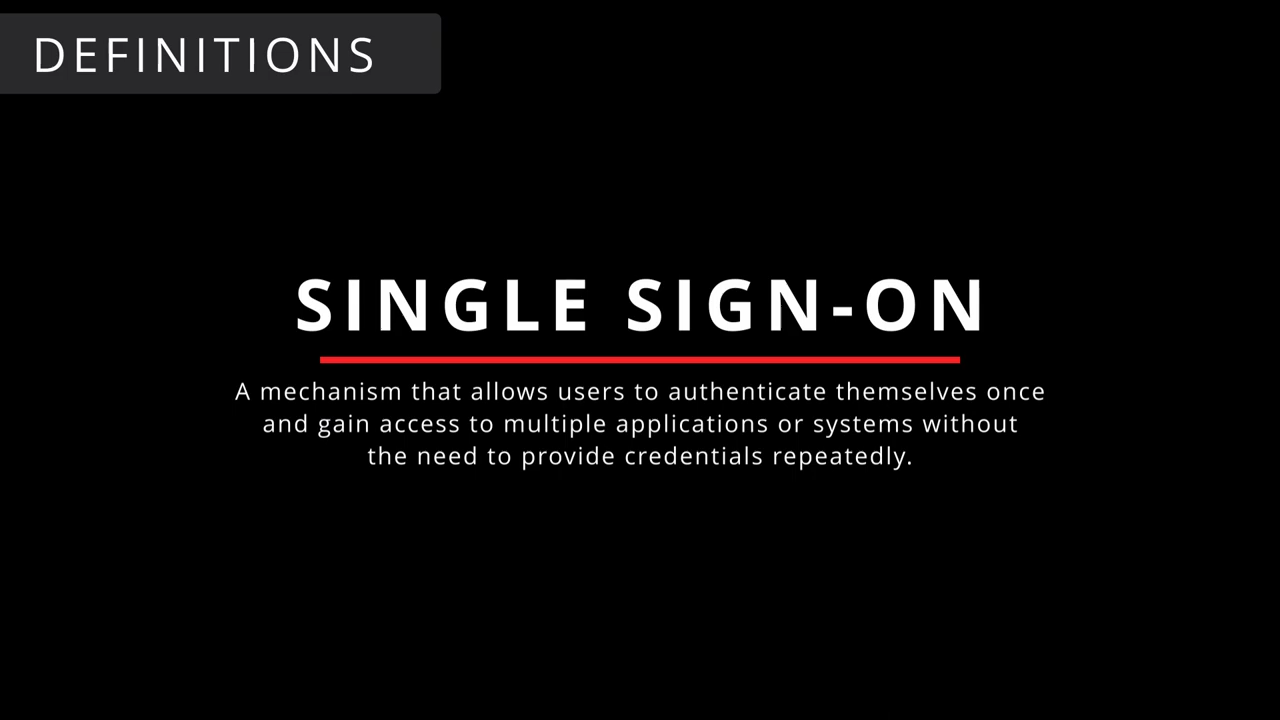 DEFINITIONS
SINGLE SIGN-ON
A mechanism that allows users to authenticate themselves once
and gain access to multiple applications or systems without
the need to provide credentials repeatedly.